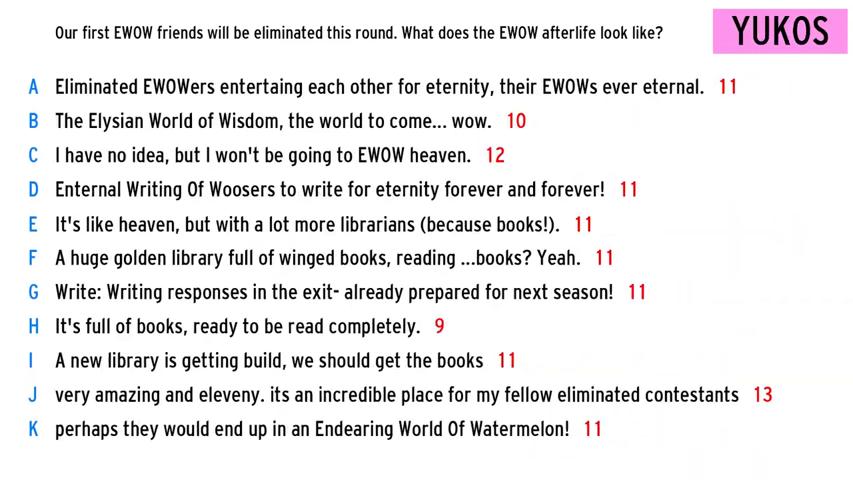 Our first EWOW friends will be eliminated this round. What does the EWOW afterlife look like?
YUKOS
A Eliminated EWOWers entertaing each other for eternity, their EWOWs ever eternal. 11
B The Elysian World of Wisdom, the world to come... wow. 10
C I have no idea, but I won't be going to EWOW heaven. 12
D Enternal Writing Of Woosers to write for eternity forever and forever! 11
E It's like heaven, but with a lot more librarians (because books!). 11
F A huge golden library full of winged books, reading ...books? Yeah. 11
G Write: Writing responses in the exit- already prepared for next season! 11
H It's full of books, ready to be read completely. 9
I A new library is getting build, we should get the books 11
J very amazing and eleveny. its an incredible place for my fellow eliminated contestants 13
K perhaps they would end up in an Endearing World Of Watermelon! 11